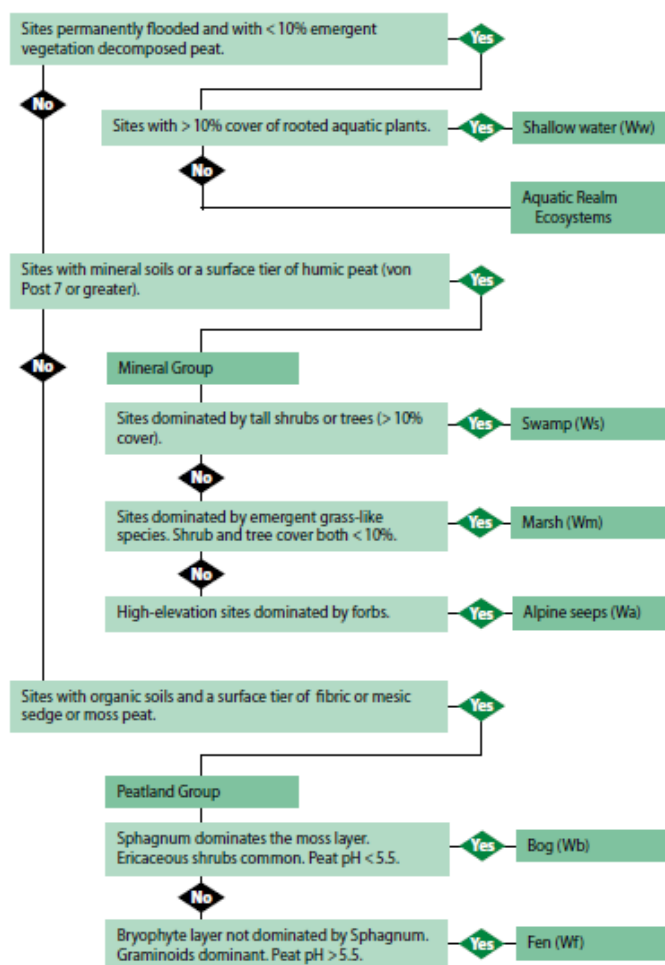 Sites permanently flooded and with < 10% emergent
vegetation decomposed peat.
Yes
No
Sites with > 10% cover of rooted aquatic plants.
Yes
Shallow water (Ww)
No
Aquatic Realm
Ecosystems
Sites with mineral soils or a surface tier of humic peat (von
Post 7 or greater).
Yes
No
Mineral Group
Sites dominated by tall shrubs or trees (> 10%
cover).
Yes
Swamp (Ws)
No
Sites dominated by emergent grass-like
species. Shrub and tree cover both < 10%.
Yes
Marsh (Wm)
No
High-elevation sites dominated by forbs.
Yes
Alpine seeps (Wa)
Sites with organic soils and a surface tier of fibric or mesic
sedge or moss peat.
Yes
Peatland Group
Sphagnum dominates the moss layer.
Ericaceous shrubs common. Peat pH < 5.5.
Yes
Bog (Wb)
No
Bryophyte layer not dominated by Sphagnum.
Graminoids dominant. Peat pH > 5.5.
Yes
Fen (Wf)